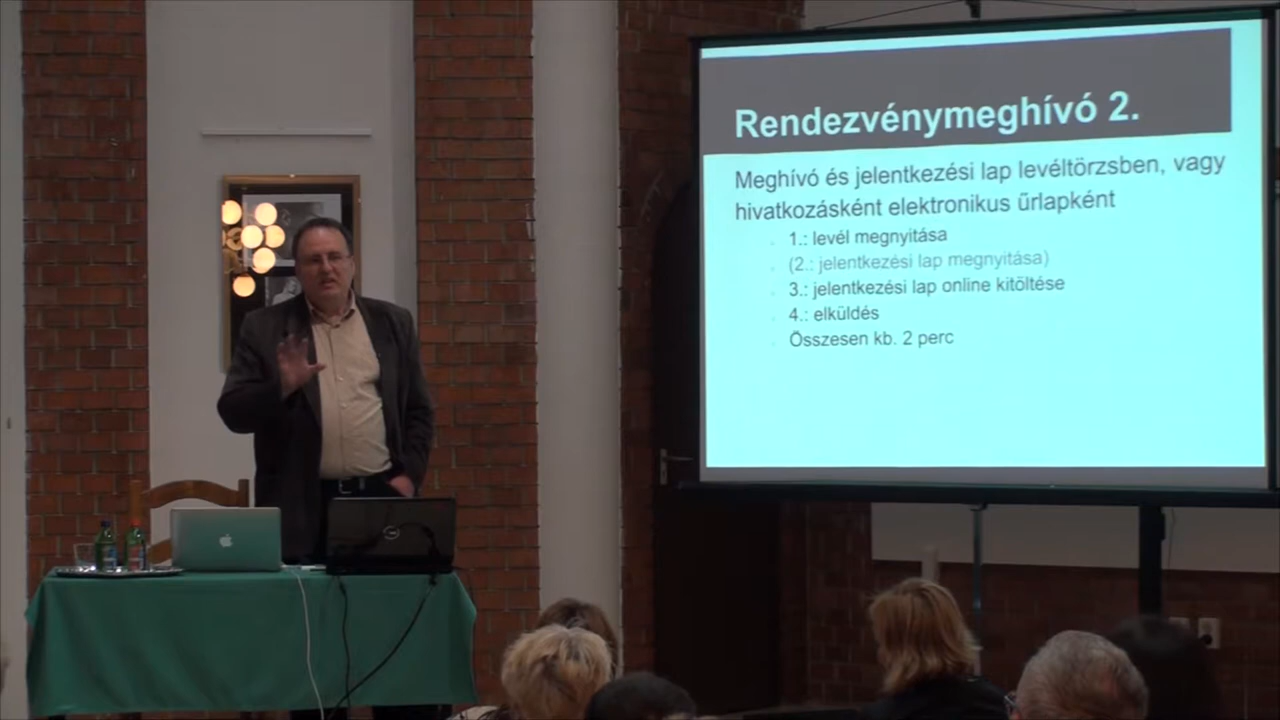 Rendezvénymeghívó 2.
Meghívó és jelentkezési lap levéltörzsben, vagy
hivatkozásként elektronikus űrlapként
1.: levél megnyitása
(2.: jelentkezési lap megnyitása)
3.: jelentkezési lap online kitöltése
4.: elküldés
Összesen kb. 2 perc